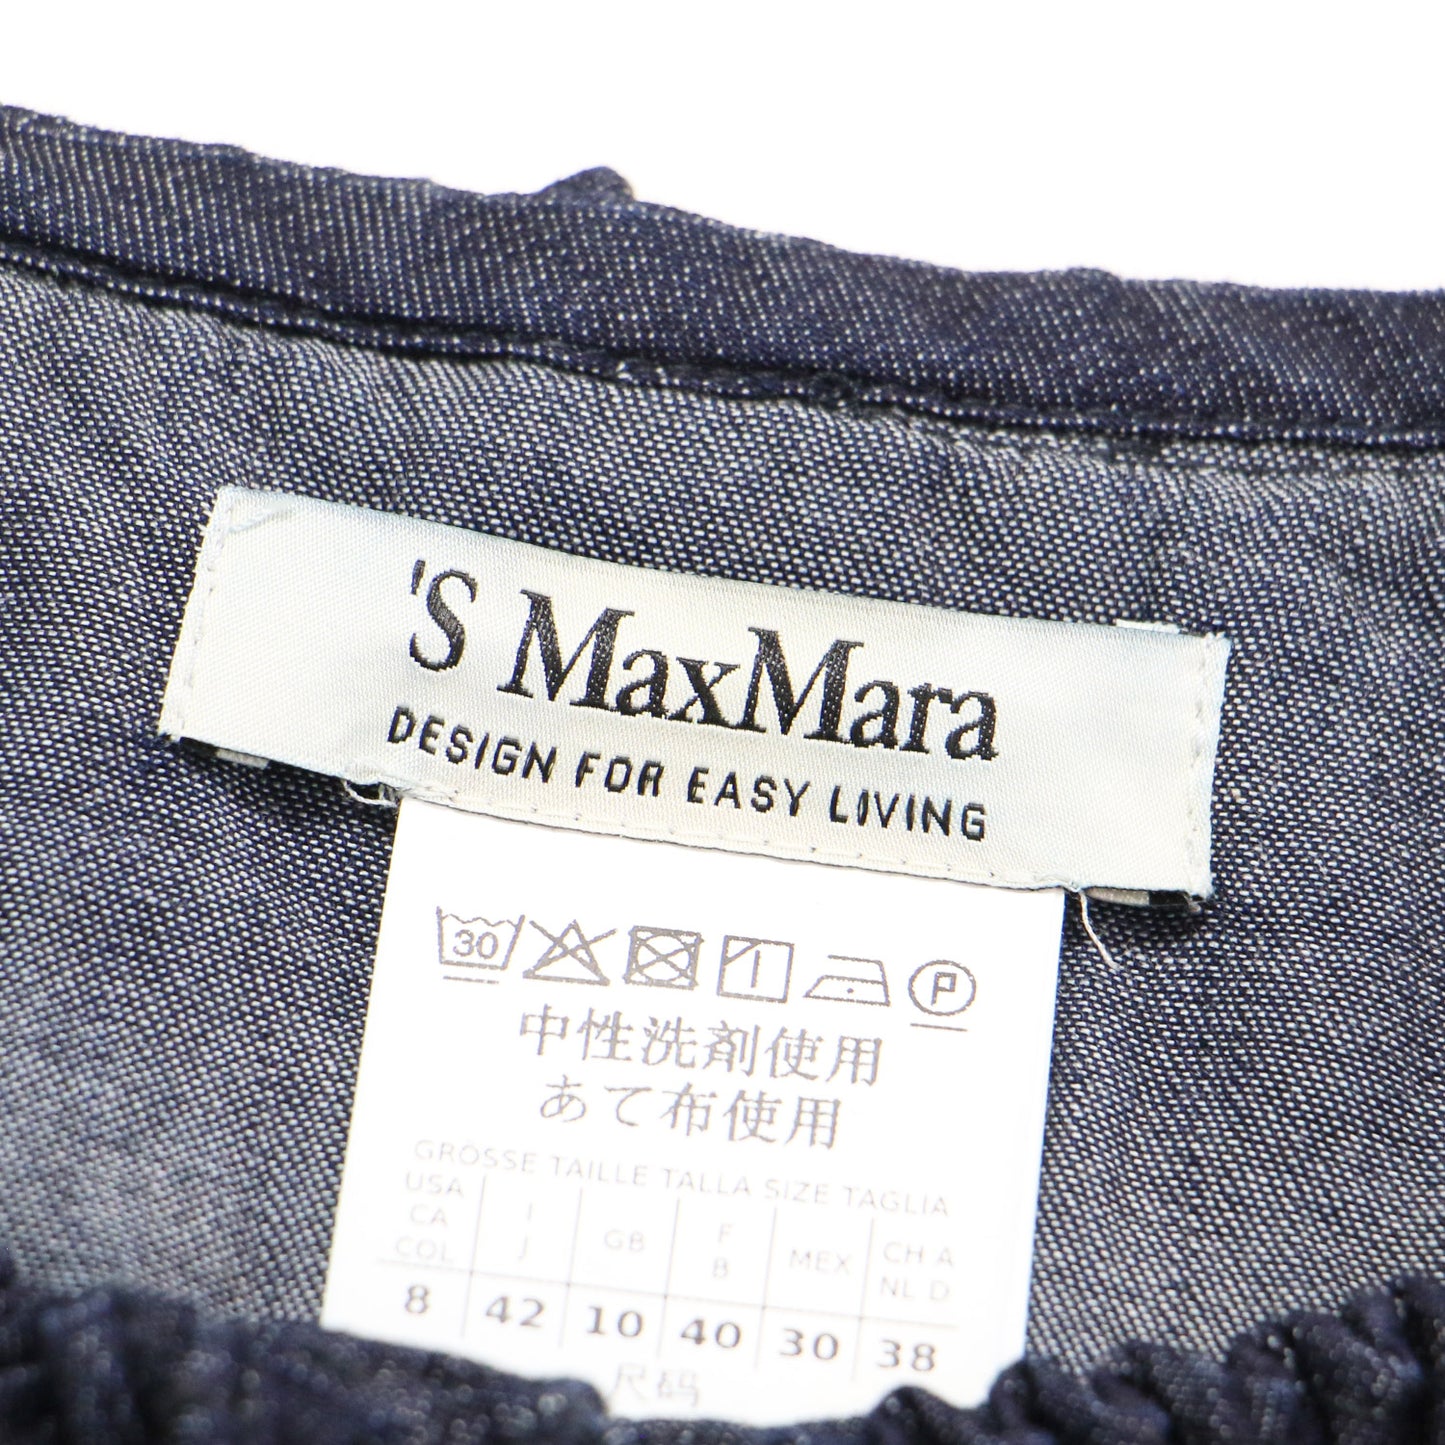 'S MaxMara
DESIGN FOR EASY LIVING
30 P
中性洗剤使用
あて布使用
GRÖSSE TAILLE TALLA SIZE TAGLIA
USA I GB F MEX CH A
CA J B NL D
COL
8 42 10 40 30 38
尺码